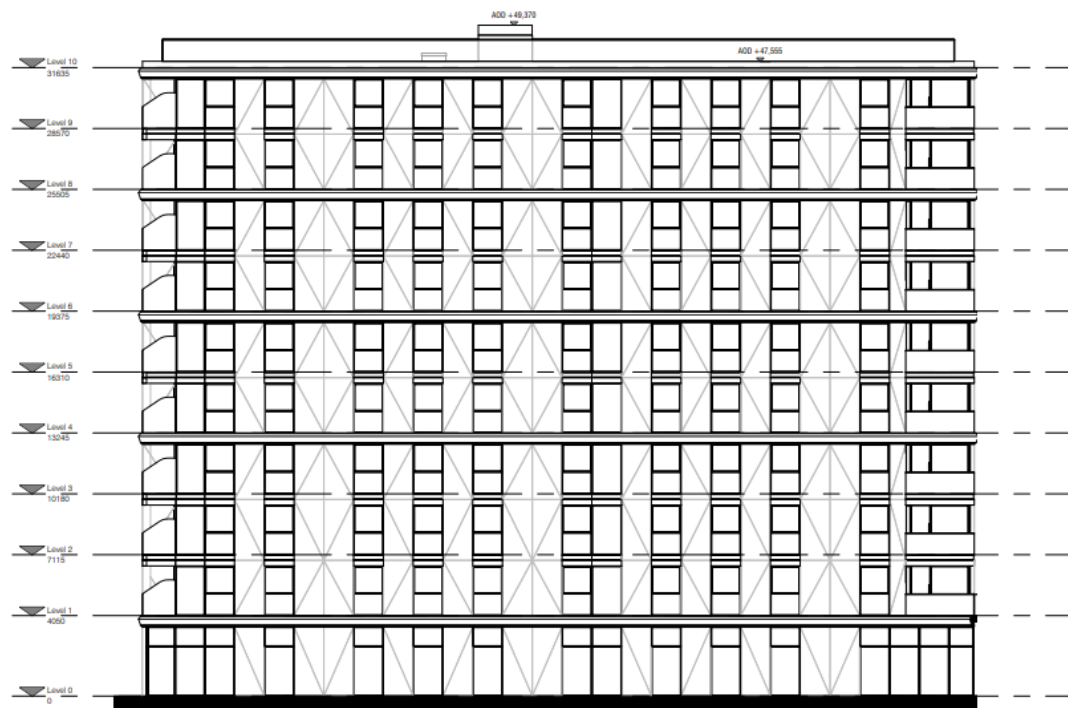 AOD +49,370
AOD +47,555
Level 10
31635
Level 9
28570
Level 8
25505
Level 7
22440
Level 6
19375
Level 5
16310
Level 4
13245
Level 3
10180
Level 2
7115
Level 1
4050
Level 0
0